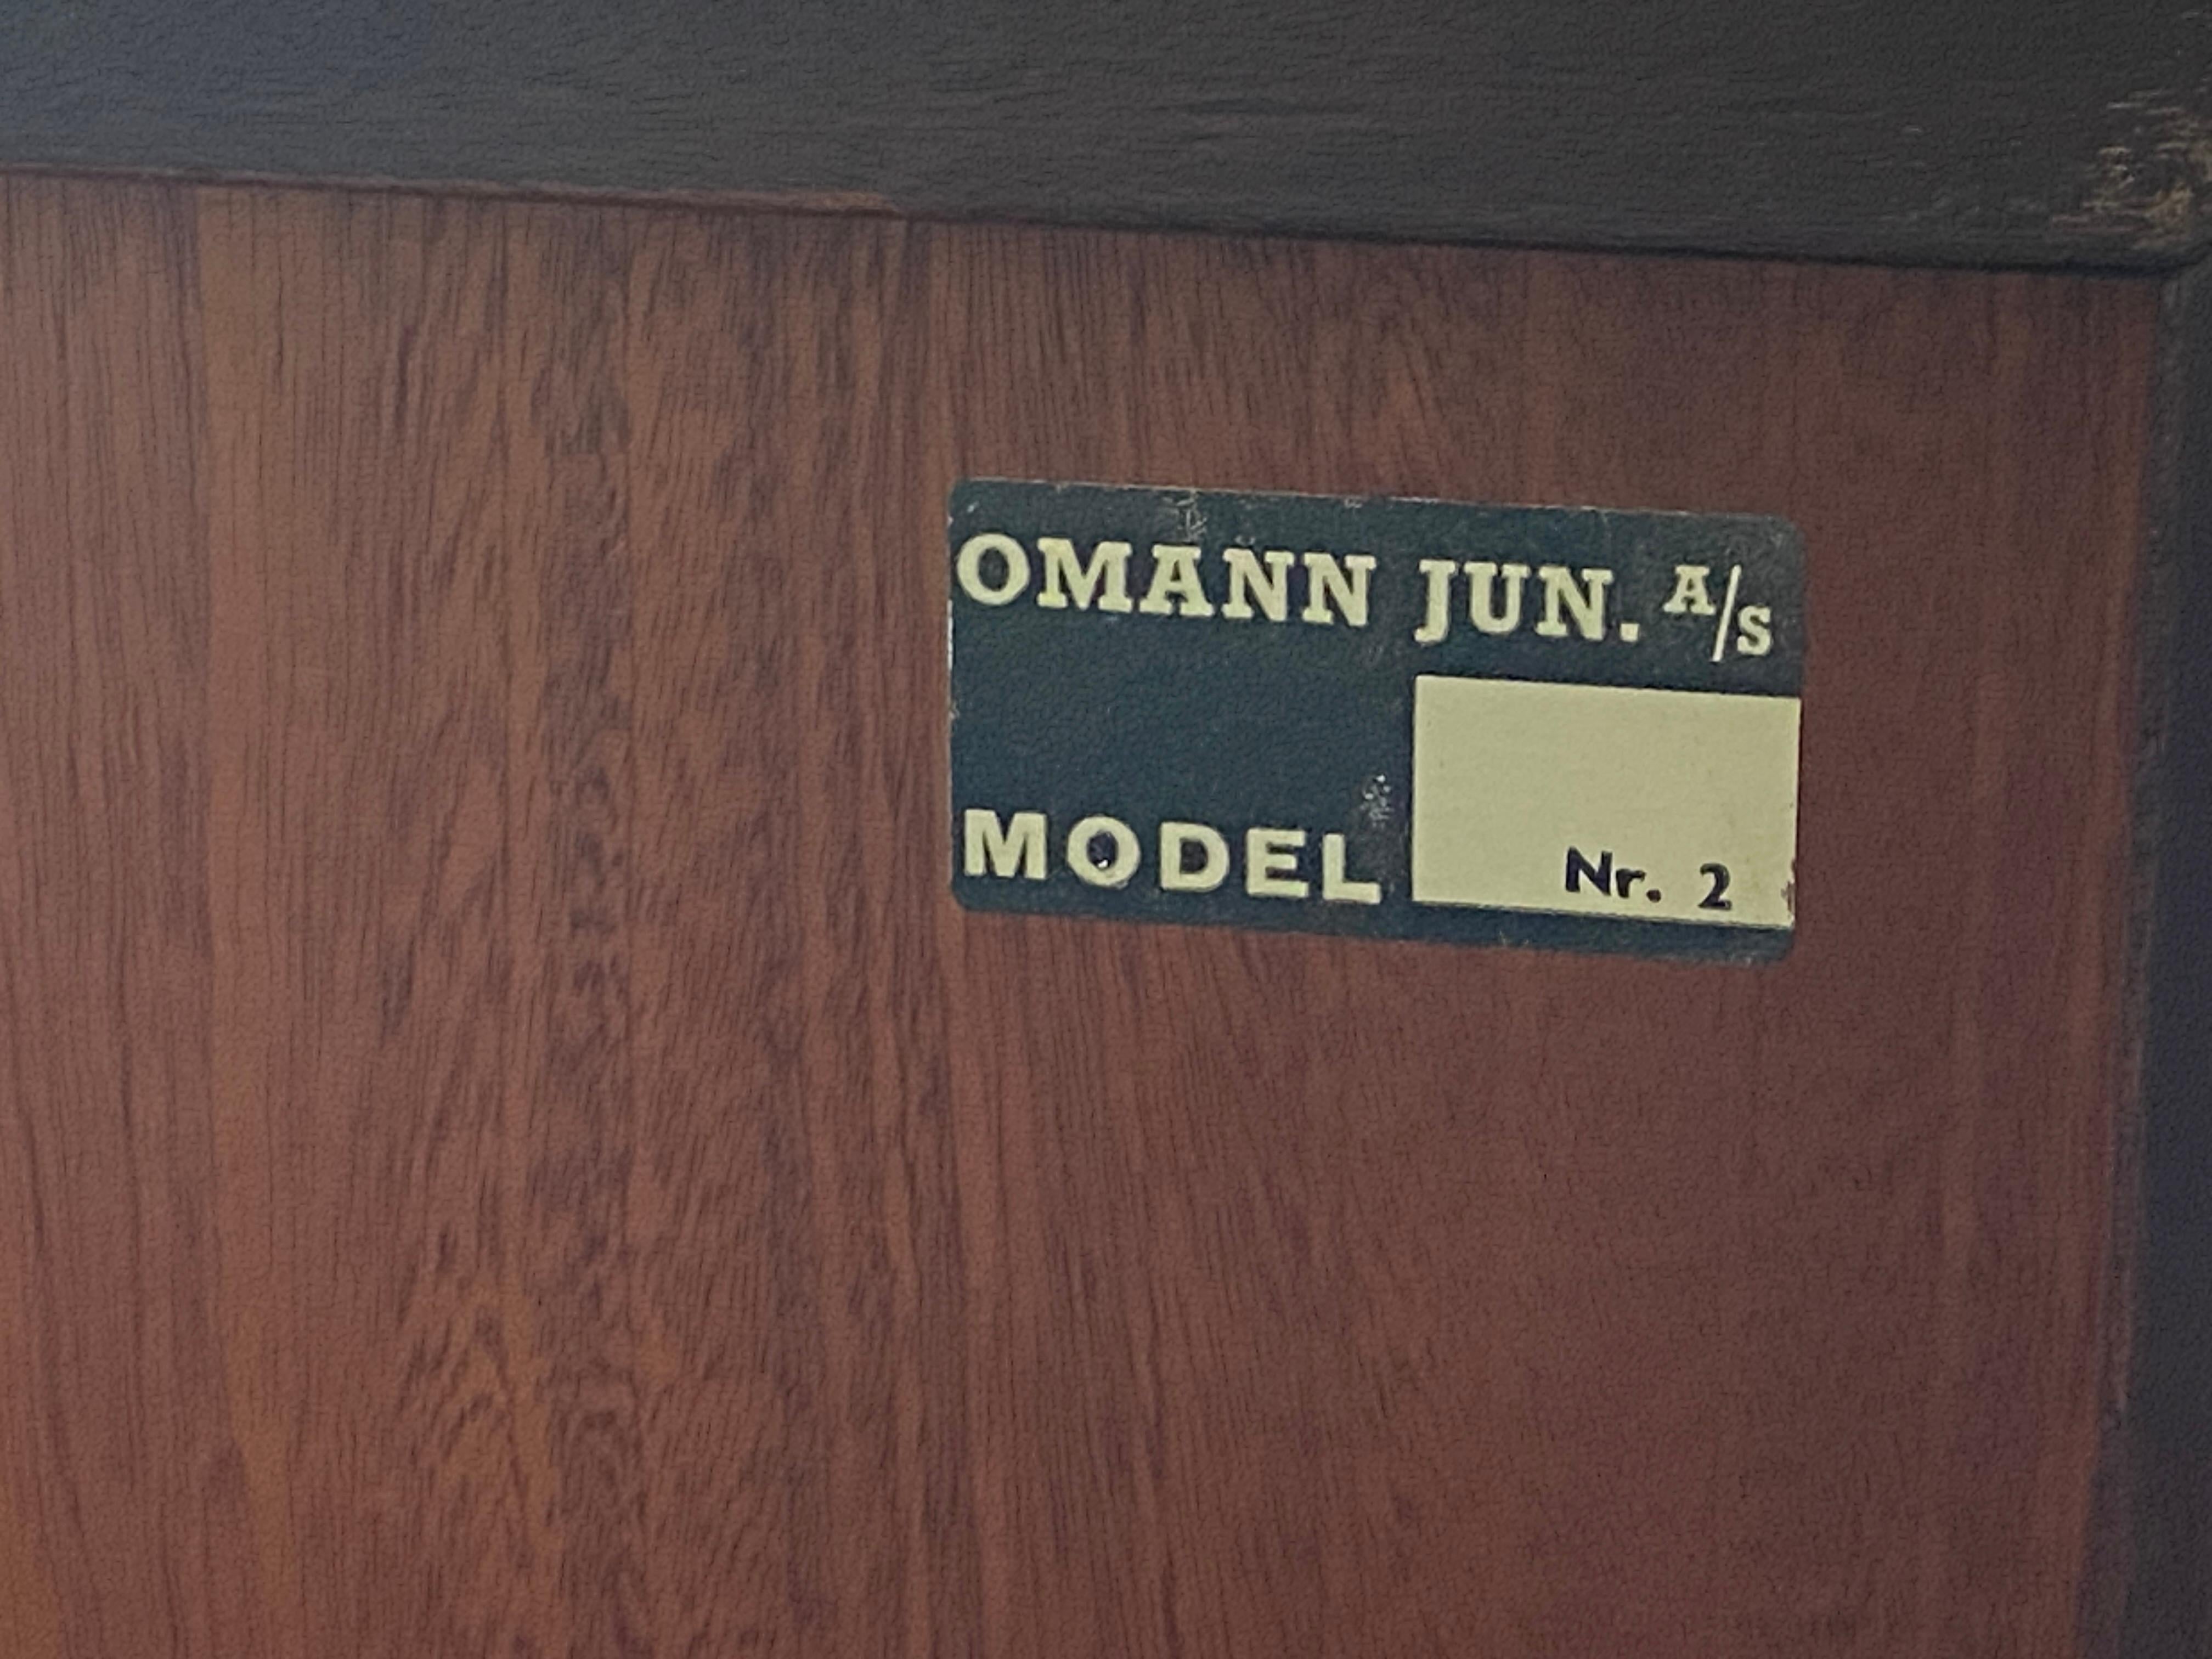 OMANN JUN. A/S
MODEL Nr. 2